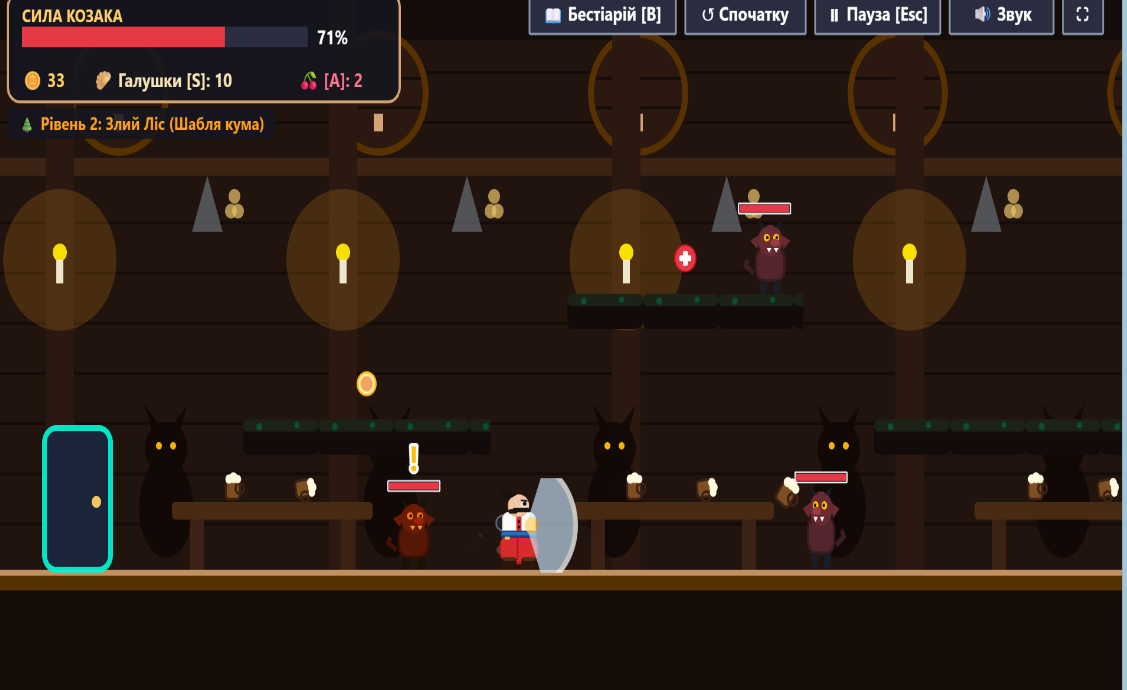 СИЛА КОЗАКА
71%
33
Галушки [S]: 10
[A]: 2
Рівень 2: Злий Ліс (Шабля кума)
Бестіарій [B]
↺ Спочатку
Пауза [Esc]
Звук
!